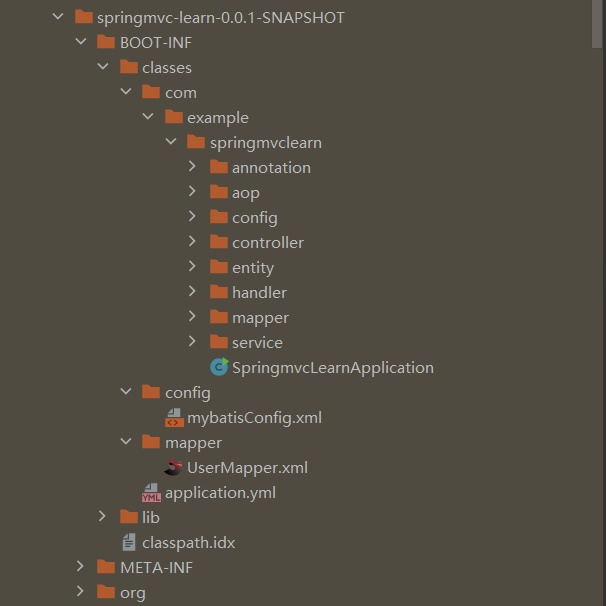 springmvc-learn-0.0.1-SNAPSHOT
BOOT-INF
classes
com
example
springmvclearn
annotation
aop
config
controller
entity
handler
mapper
service
C SpringmvcLearnApplication
config
mybatisConfig.xml
mapper
UserMapper.xml
YML application.yml
lib
classpath.idx
META-INF
org